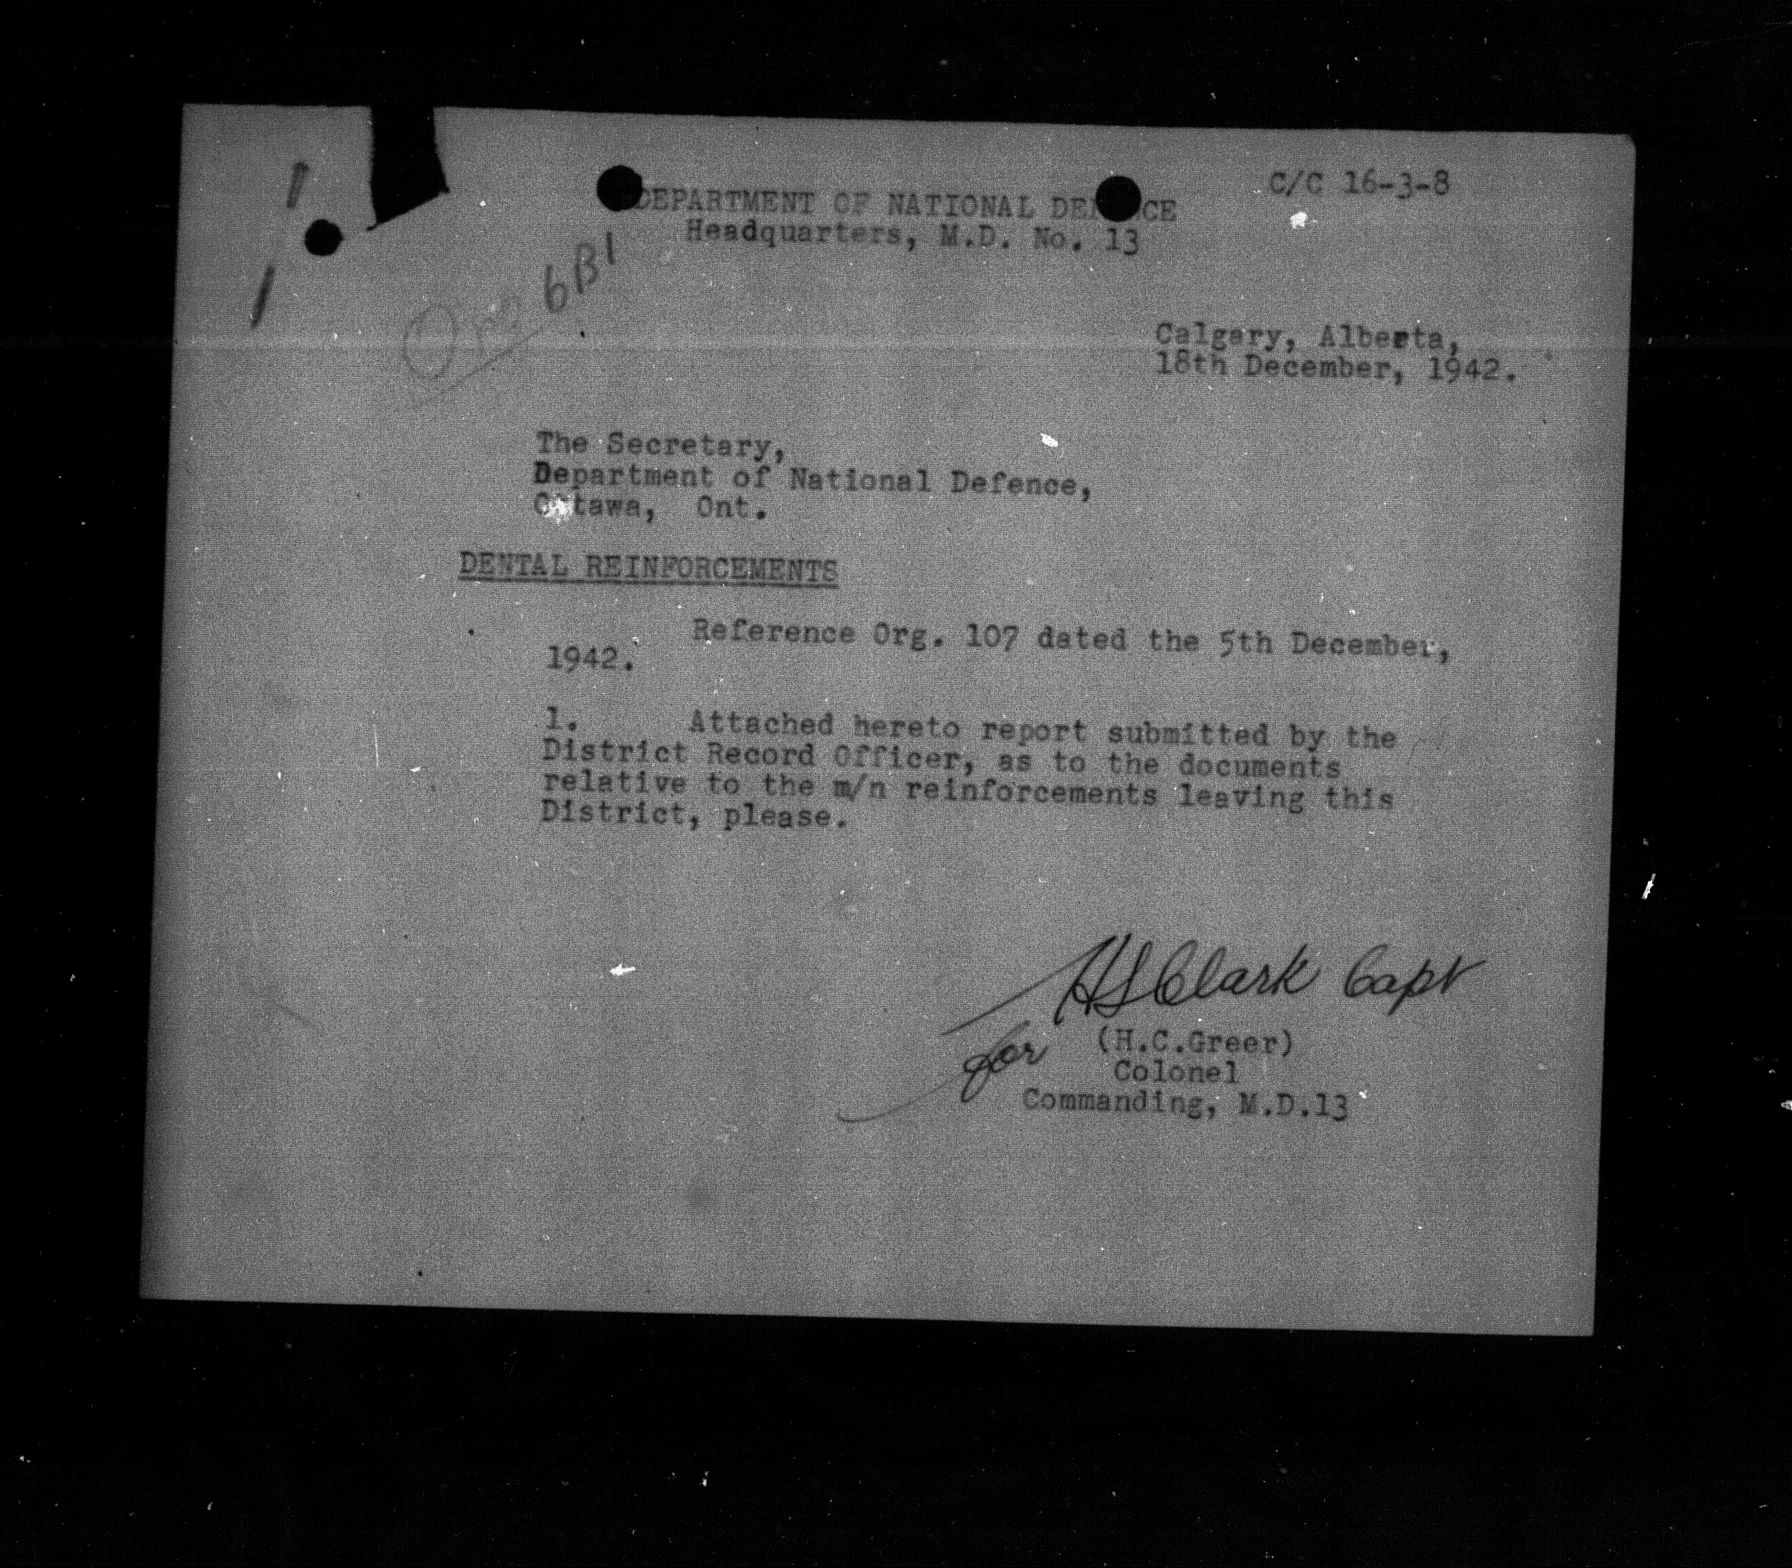 C/C 16-3-8
DEPARTMENT OF NATIONAL DEFENCE
Headquarters, M.D. No. 13
Org 6B1
Calgary, Alberta,
18th December, 1942.
The Secretary,
Department of National Defence,
Ottawa, Ont.
DENTAL REINFORCEMENTS
Reference Org. 107 dated the 5th December,
1942.
1. Attached hereto report submitted by the
District Record Officer, as to the documents
relative to the m/n reinforcements leaving this
District, please.
HS Clark Capt
for (H.C.Greer)
Colonel
Commanding, M.D.13